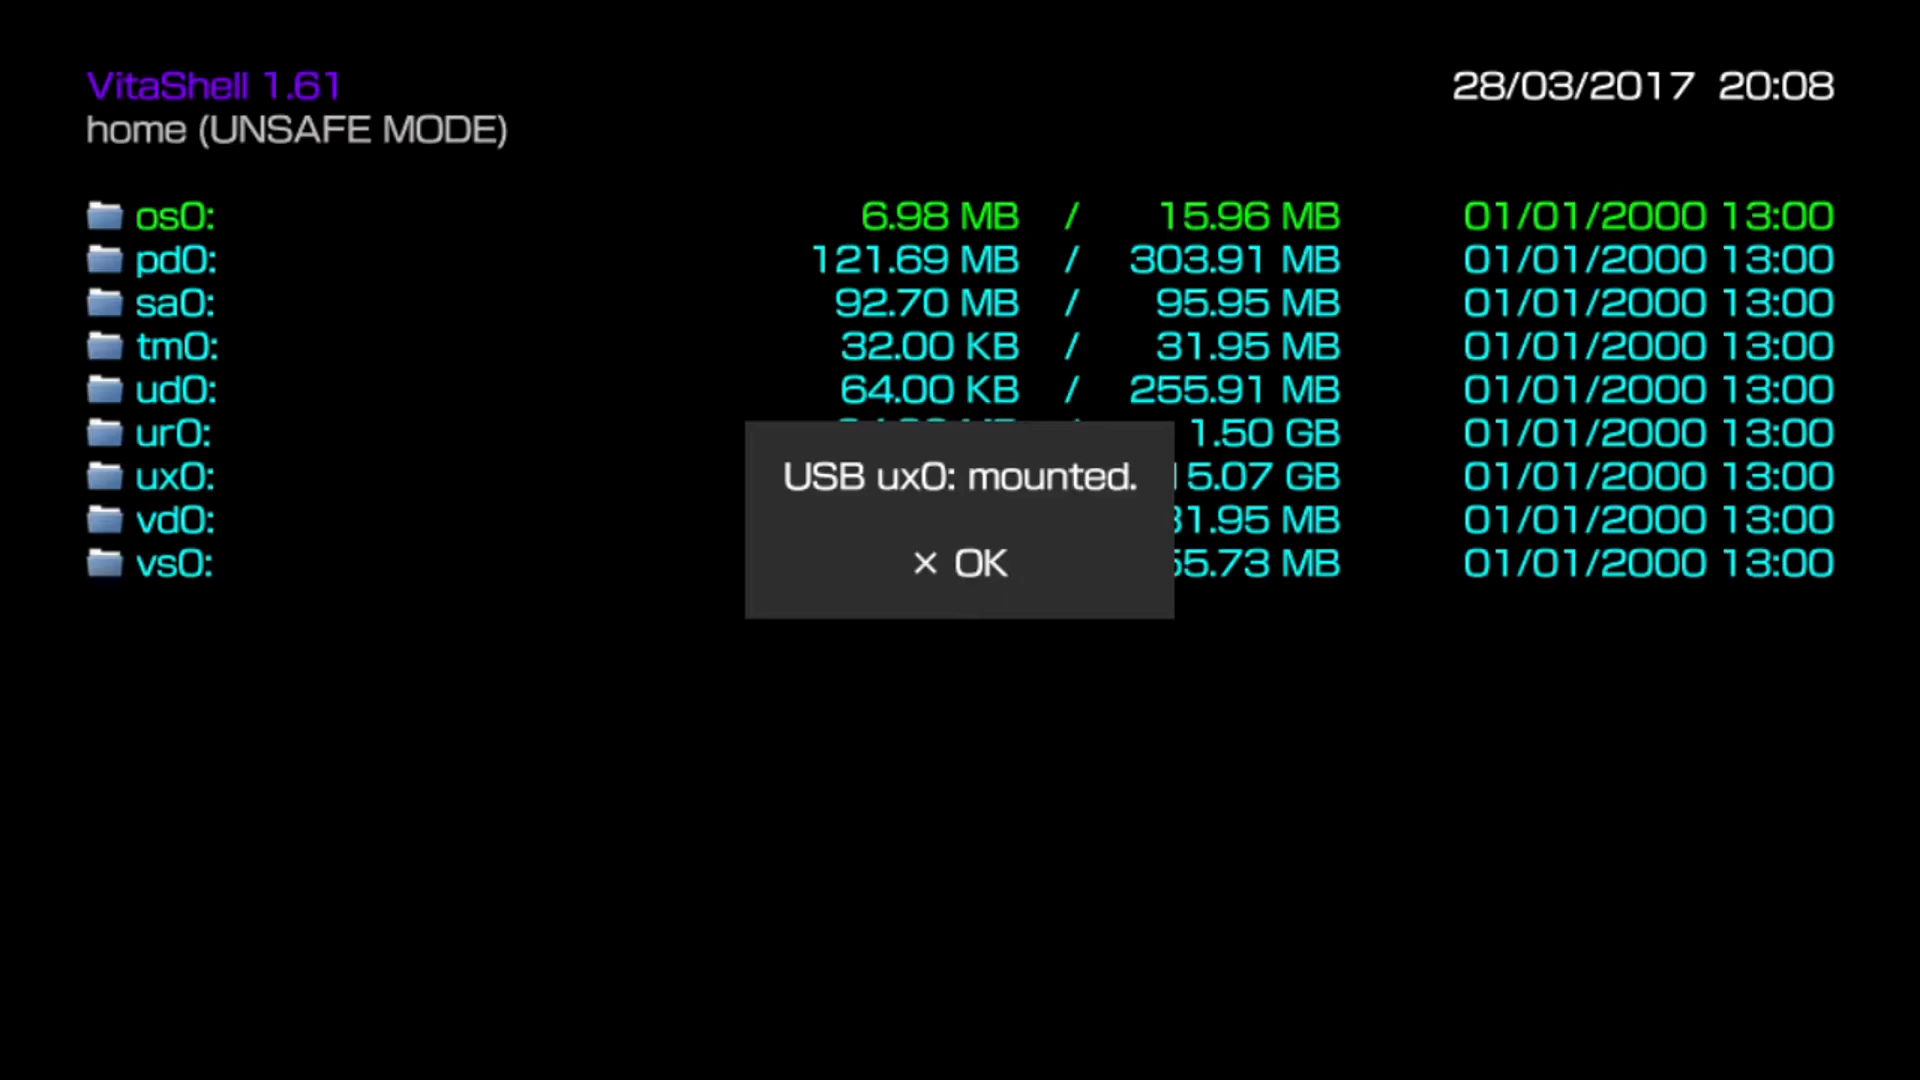 VitaShell 1.61 28/03/2017 20:08
home (UNSAFE MODE)
os0: 6.98 MB / 15.96 MB 01/01/2000 13:00
pd0: 121.69 MB / 303.91 MB 01/01/2000 13:00
sa0: 92.70 MB / 95.95 MB 01/01/2000 13:00
tm0: 32.00 KB / 31.95 MB 01/01/2000 13:00
ud0: 64.00 KB / 255.91 MB 01/01/2000 13:00
ur0: 1.50 GB 01/01/2000 13:00
ux0: GB 01/01/2000 13:00
vd0: MB 01/01/2000 13:00
vs0: MB 01/01/2000 13:00
USB ux0: mounted.
× OK